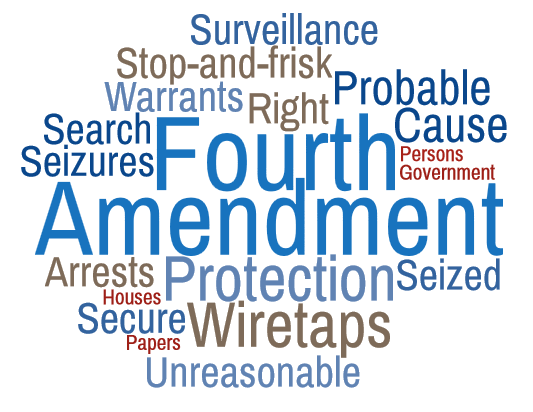 Surveillance
Stop-and-frisk
Warrants Right Probable
Search Cause
Seizures Fourth Persons
Government
Amendment
Arrests Protection Seized
Houses
Secure Wiretaps
Papers
Unreasonable